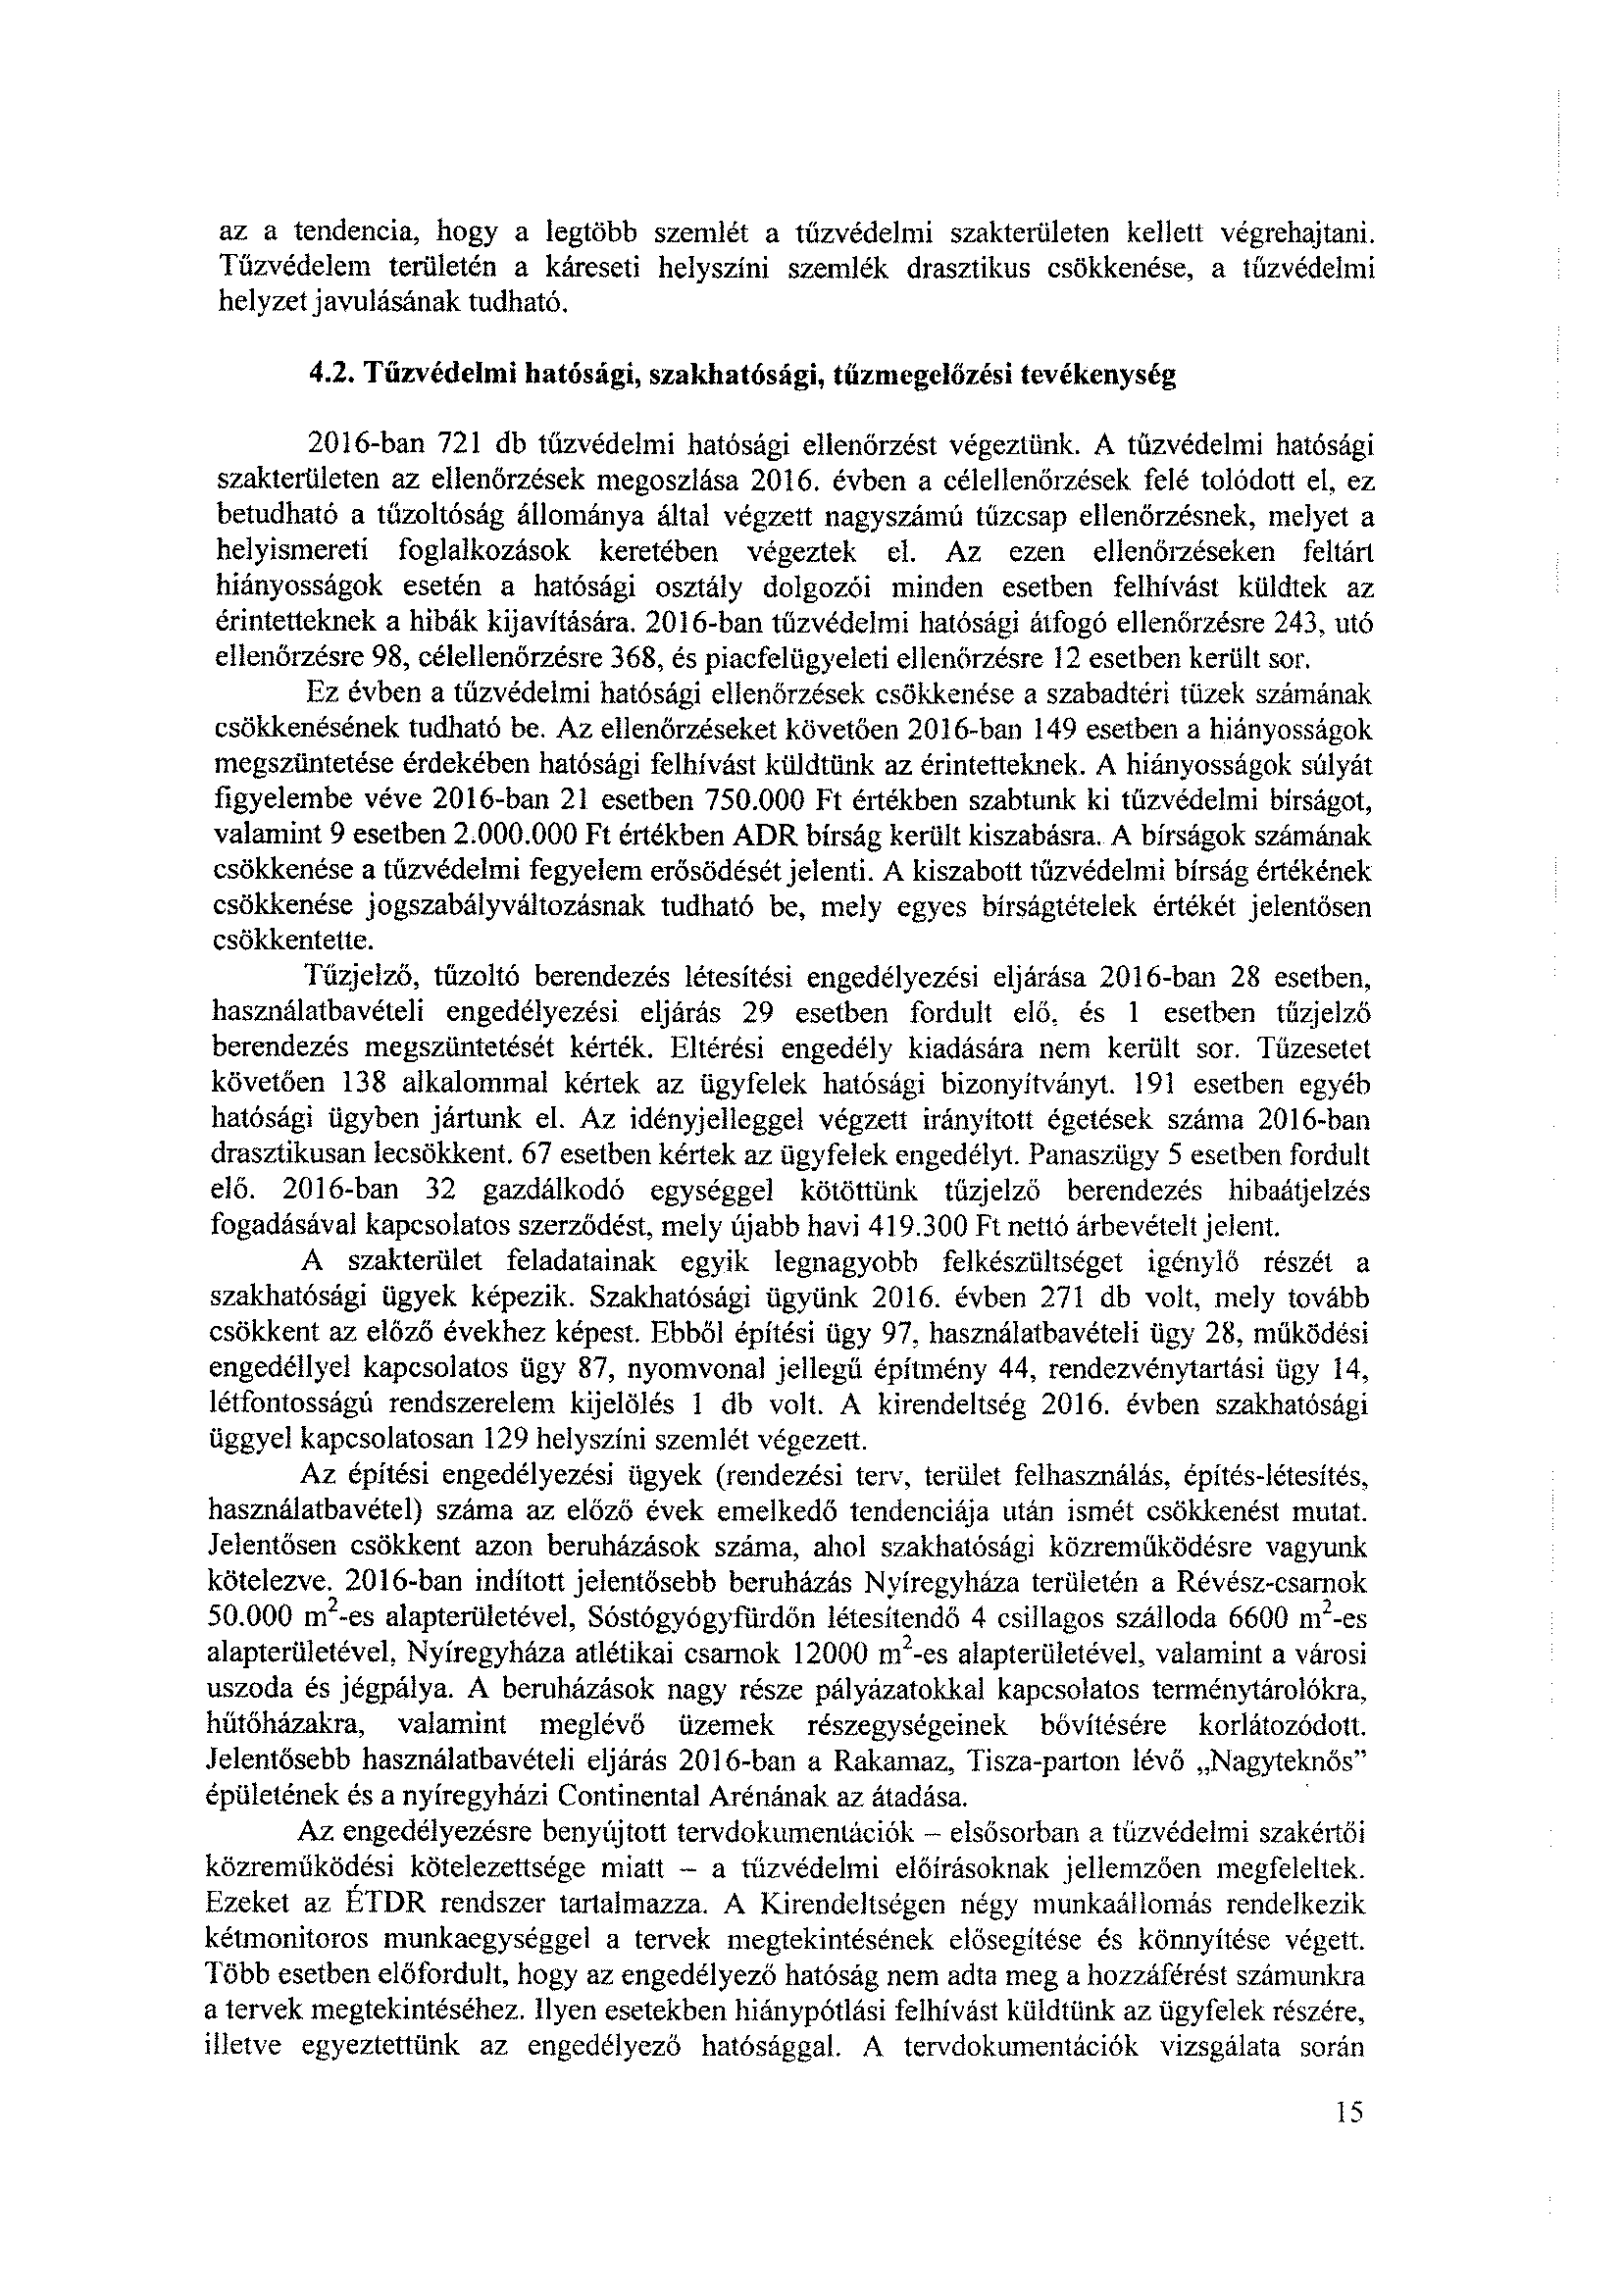 az a tendencia, hogy a legtöbb szemlét a tűzvédelmi szakterületen kellett végrehajtani.
Tűzvédelem területén a káreseti helyszíni szemlék drasztikus csökkenése, a tűzvédelmi
helyzet javulásának tudható.
4.2. Tűzvédelmi hatósági, szakhatósági, tűzmegelőzési tevékenység
2016-ban 721 db tűzvédelmi hatósági ellenőrzést végeztünk. A tűzvédelmi hatósági
szakterületen az ellenőrzések megoszlása 2016. évben a célellenőrzések felé tolódott el, ez
betudható a tűzoltóság állománya által végzett nagyszámú tűzcsap ellenőrzésnek, melyet a
helyismereti foglalkozások keretében végeztek el. Az ezen ellenőrzéseken feltárt
hiányosságok esetén a hatósági osztály dolgozói minden esetben felhívást küldtek az
érintetteknek a hibák kijavítására. 2016-ban tűzvédelmi hatósági átfogó ellenőrzésre 243, utó
ellenőrzésre 98, célellenőrzésre 368, és piacfelügyeleti ellenőrzésre 12 esetben került sor.
Ez évben a tűzvédelmi hatósági ellenőrzések csökkenése a szabadtéri tüzek számának
csökkenésének tudható be. Az ellenőrzéseket követően 2016-ban 149 esetben a hiányosságok
megszüntetése érdekében hatósági felhívást küldtünk az érintetteknek. A hiányosságok súlyát
figyelembe véve 2016-ban 21 esetben 750.000 Ft értékben szabtunk ki tűzvédelmi bírságot,
valamint 9 esetben 2.000.000 Ft értékben ADR bírság került kiszabásra. A bírságok számának
csökkenése a tűzvédelmi fegyelem erősödését jelenti. A kiszabott tűzvédelmi bírság értékének
csökkenése jogszabályváltozásnak tudható be, mely egyes bírságtételek értékét jelentősen
csökkentette.
Tűzjelző, tűzoltó berendezés létesítési engedélyezési eljárása 2016-ban 28 esetben,
használatbavételi engedélyezési eljárás 29 esetben fordult elő, és 1 esetben tűzjelző
berendezés megszüntetését kérték. Eltérési engedély kiadására nem került sor. Tűzesetet
követően 138 alkalommal kértek az ügyfelek hatósági bizonyítványt. 191 esetben egyéb
hatósági ügyben jártunk el. Az idényjelleggel végzett irányított égetések száma 2016-ban
drasztikusan lecsökkent. 67 esetben kértek az ügyfelek engedélyt. Panaszügy 5 esetben fordult
elő. 2016-ban 32 gazdálkodó egységgel kötöttünk tűzjelző berendezés hibaátjelzés
fogadásával kapcsolatos szerződést, mely újabb havi 419.300 Ft nettó árbevételt jelent.
A szakterület feladatainak egyik legnagyobb felkészültséget igénylő részét a
szakhatósági ügyek képezik. Szakhatósági ügyünk 2016. évben 271 db volt, mely tovább
csökkent az előző évekhez képest. Ebből építési ügy 97, használatbavételi ügy 28, működési
engedéllyel kapcsolatos ügy 87, nyomvonal jellegű építmény 44, rendezvénytartási ügy 14,
létfontosságú rendszerelem kijelölés 1 db volt. A kirendeltség 2016. évben szakhatósági
üggyel kapcsolatosan 129 helyszíni szemlét végezett.
Az építési engedélyezési ügyek (rendezési terv, terület felhasználás, építés-létesítés,
használatbavétel) száma az előző évek emelkedő tendenciája után ismét csökkenést mutat.
Jelentősen csökkent azon beruházások száma, ahol szakhatósági közreműködésre vagyunk
kötelezve. 2016-ban indított jelentősebb beruházás Nyíregyháza területén a Révész-csarnok
50.000 m²-es alapterületével, Sóstógyógyfürdőn létesítendő 4 csillagos szálloda 6600 m²-es
alapterületével, Nyíregyháza atlétikai csarnok 12000 m²-es alapterületével, valamint a városi
uszoda és jégpálya. A beruházások nagy része pályázatokkal kapcsolatos terménytárolókra,
hűtőházakra, valamint meglévő üzemek részegységeinek bővítésére korlátozódott.
Jelentősebb használatbavételi eljárás 2016-ban a Rakamaz, Tisza-parton lévő „Nagyteknős”
épületének és a nyíregyházi Continental Arénának az átadása.
Az engedélyezésre benyújtott tervdokumentációk – elsősorban a tűzvédelmi szakértői
közreműködési kötelezettsége miatt – a tűzvédelmi előírásoknak jellemzően megfeleltek.
Ezeket az ÉTDR rendszer tartalmazza. A Kirendeltségen négy munkaállomás rendelkezik
kétmonitoros munkaegységgel a tervek megtekintésének elősegítése és könnyítése végett.
Több esetben előfordult, hogy az engedélyező hatóság nem adta meg a hozzáférést számunkra
a tervek megtekintéséhez. Ilyen esetekben hiánypótlási felhívást küldtünk az ügyfelek részére,
illetve egyeztettünk az engedélyező hatósággal. A tervdokumentációk vizsgálata során
15